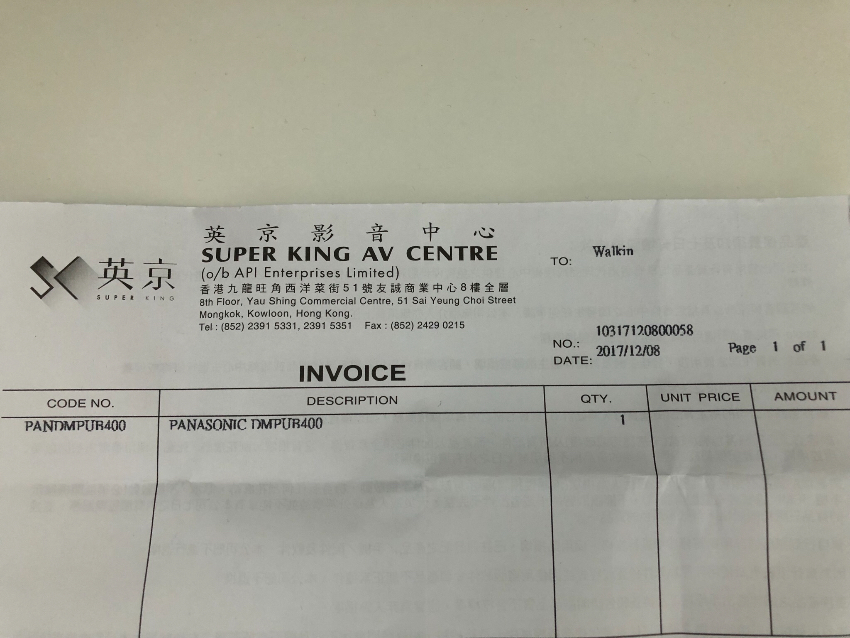 英京影音中心
英京 SUPER KING AV CENTRE
SUPER KING
(o/b API Enterprises Limited)
香港九龍旺角西洋菜街51號友誠商業中心8樓全層
8th Floor, Yau Shing Commercial Centre, 51 Sai Yeung Choi Street
Mongkok, Kowloon, Hong Kong.
Tel : (852) 2391 5331, 2391 5351 Fax : (852) 2429 0215
TO: Walkin
NO.: 10317120800058
DATE: 2017/12/08 Page 1 of 1
INVOICE
CODE NO. DESCRIPTION QTY. UNIT PRICE AMOUNT
PANDMPUB400 PANASONIC DMPUB400 1